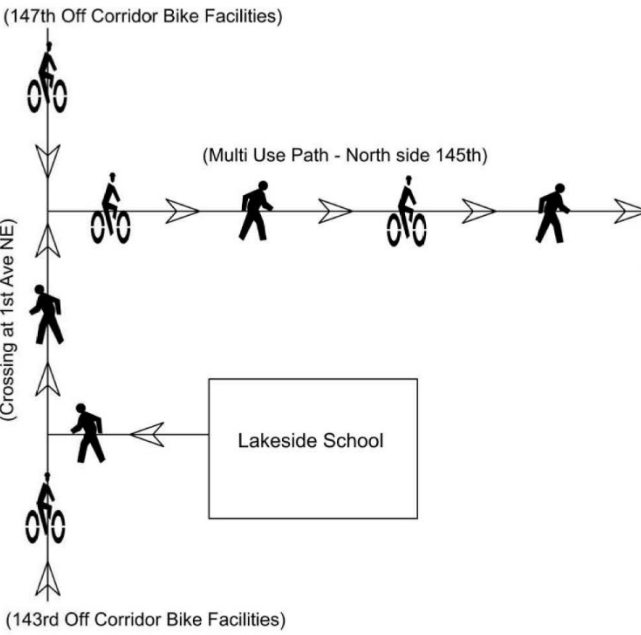 (147th Off Corridor Bike Facilities)
(Multi Use Path - North side 145th)
(Crossing at 1st Ave NE)
Lakeside School
(143rd Off Corridor Bike Facilities)